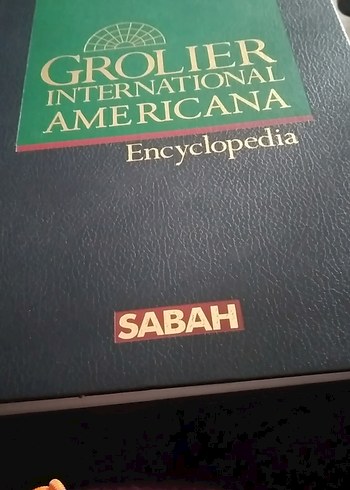 GROLIER
INTERNATIONAL
AMERICANA
Encyclopedia
SABAH